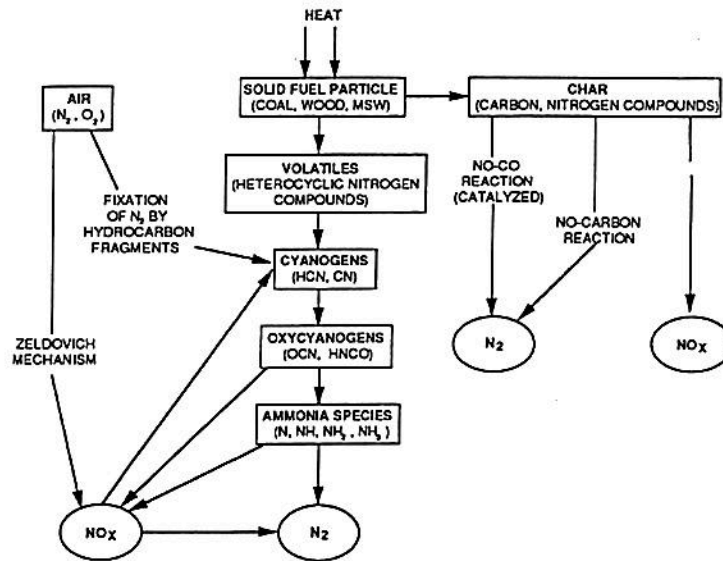 HEAT
SOLID FUEL PARTICLE
(COAL, WOOD, MSW)
CHAR
(CARBON, NITROGEN COMPOUNDS)
AIR
(N₂, O₂)
VOLATILES
(HETEROCYCLIC NITROGEN
COMPOUNDS)
NO-CO
REACTION
(CATALYZED)
NO-CARBON
REACTION
FIXATION
OF N₂ BY
HYDROCARBON
FRAGMENTS
CYANOGENS
(HCN, CN)
ZELDOVICH
MECHANISM
OXYCYANOGENS
(OCN, HNCO)
N₂
NOX
AMMONIA SPECIES
(N, NH, NH₂, NH₃)
NOX
N₂